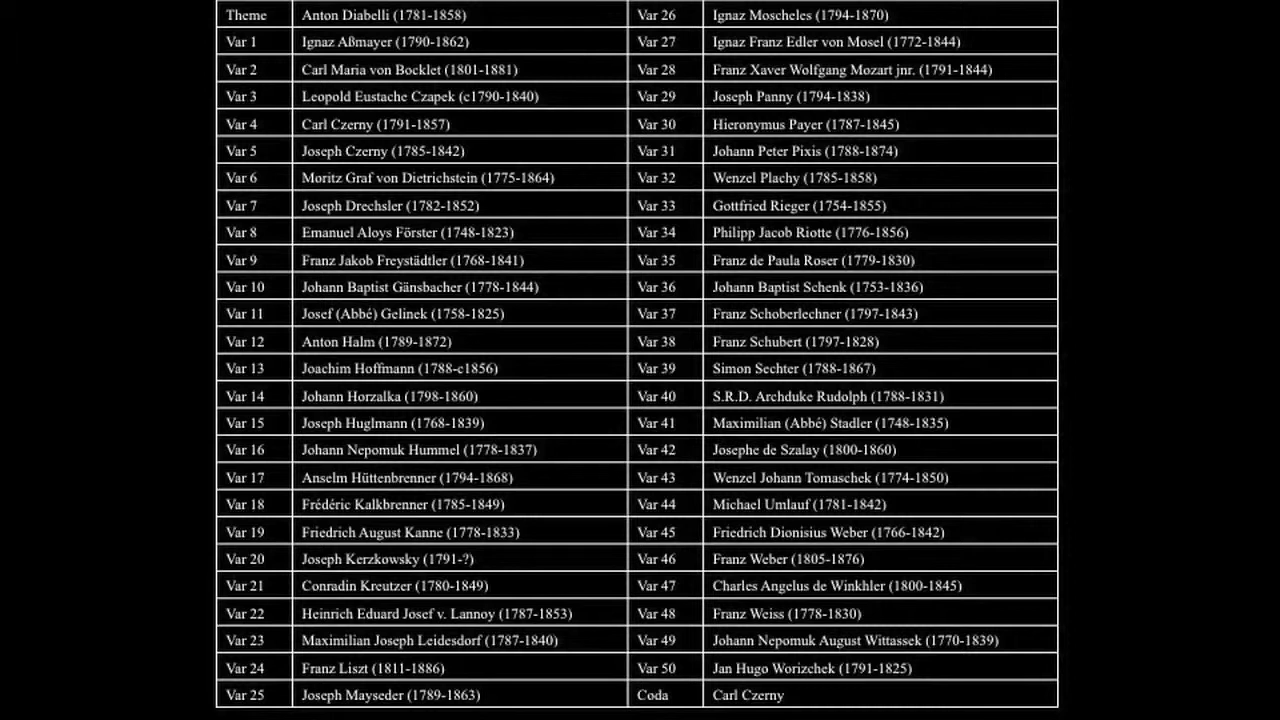 Theme Anton Diabelli (1781-1858) Var 26 Ignaz Moscheles (1794-1870)
Var 1 Ignaz Aßmayer (1790-1862) Var 27 Ignaz Franz Edler von Mosel (1772-1844)
Var 2 Carl Maria von Bocklet (1801-1881) Var 28 Franz Xaver Wolfgang Mozart jnr. (1791-1844)
Var 3 Leopold Eustache Czapek (c1790-1840) Var 29 Joseph Panny (1794-1838)
Var 4 Carl Czerny (1791-1857) Var 30 Hieronymus Payer (1787-1845)
Var 5 Joseph Czerny (1785-1842) Var 31 Johann Peter Pixis (1788-1874)
Var 6 Moritz Graf von Dietrichstein (1775-1864) Var 32 Wenzel Plachy (1785-1858)
Var 7 Joseph Drechsler (1782-1852) Var 33 Gottfried Rieger (1754-1855)
Var 8 Emanuel Aloys Förster (1748-1823) Var 34 Philipp Jacob Riotte (1776-1856)
Var 9 Franz Jakob Freystädtler (1768-1841) Var 35 Franz de Paula Roser (1779-1830)
Var 10 Johann Baptist Gänsbacher (1778-1844) Var 36 Johann Baptist Schenk (1753-1836)
Var 11 Josef (Abbé) Gelinek (1758-1825) Var 37 Franz Schoberlechner (1797-1843)
Var 12 Anton Halm (1789-1872) Var 38 Franz Schubert (1797-1828)
Var 13 Joachim Hoffmann (1788-c1856) Var 39 Simon Sechter (1788-1867)
Var 14 Johann Horzalka (1798-1860) Var 40 S.R.D. Archduke Rudolph (1788-1831)
Var 15 Joseph Huglmann (1768-1839) Var 41 Maximilian (Abbé) Stadler (1748-1835)
Var 16 Johann Nepomuk Hummel (1778-1837) Var 42 Josephe de Szalay (1800-1860)
Var 17 Anselm Hüttenbrenner (1794-1868) Var 43 Wenzel Johann Tomaschek (1774-1850)
Var 18 Frédéric Kalkbrenner (1785-1849) Var 44 Michael Umlauf (1781-1842)
Var 19 Friedrich August Kanne (1778-1833) Var 45 Friedrich Dionisius Weber (1766-1842)
Var 20 Joseph Kerzkowsky (1791-?) Var 46 Franz Weber (1805-1876)
Var 21 Conradin Kreutzer (1780-1849) Var 47 Charles Angelus de Winkhler (1800-1845)
Var 22 Heinrich Eduard Josef v. Lannoy (1787-1853) Var 48 Franz Weiss (1778-1830)
Var 23 Maximilian Joseph Leidesdorf (1787-1840) Var 49 Johann Nepomuk August Wittassek (1770-1839)
Var 24 Franz Liszt (1811-1886) Var 50 Jan Hugo Worizchek (1791-1825)
Var 25 Joseph Mayseder (1789-1863) Coda Carl Czerny